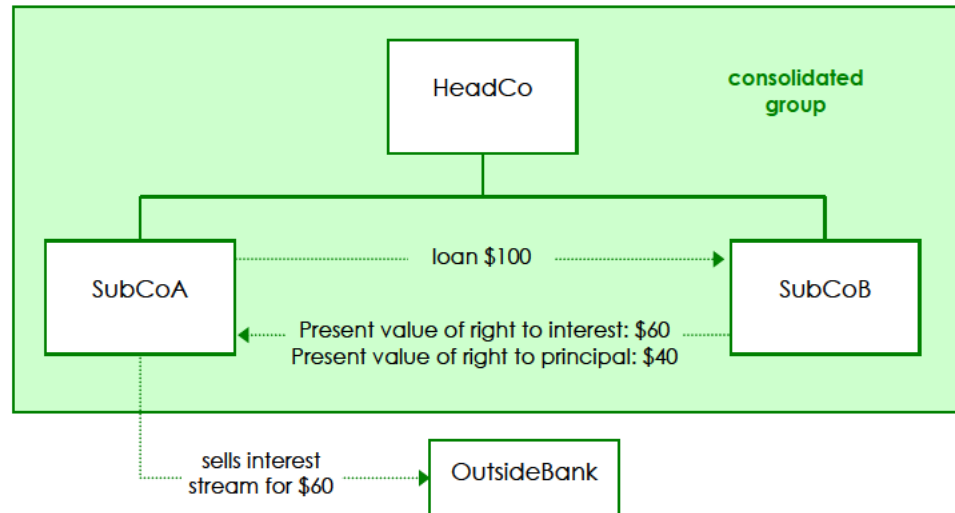 HeadCo
consolidated
group
SubCoA
loan $100
SubCoB
Present value of right to interest: $60
Present value of right to principal: $40
sells interest
stream for $60
OutsideBank